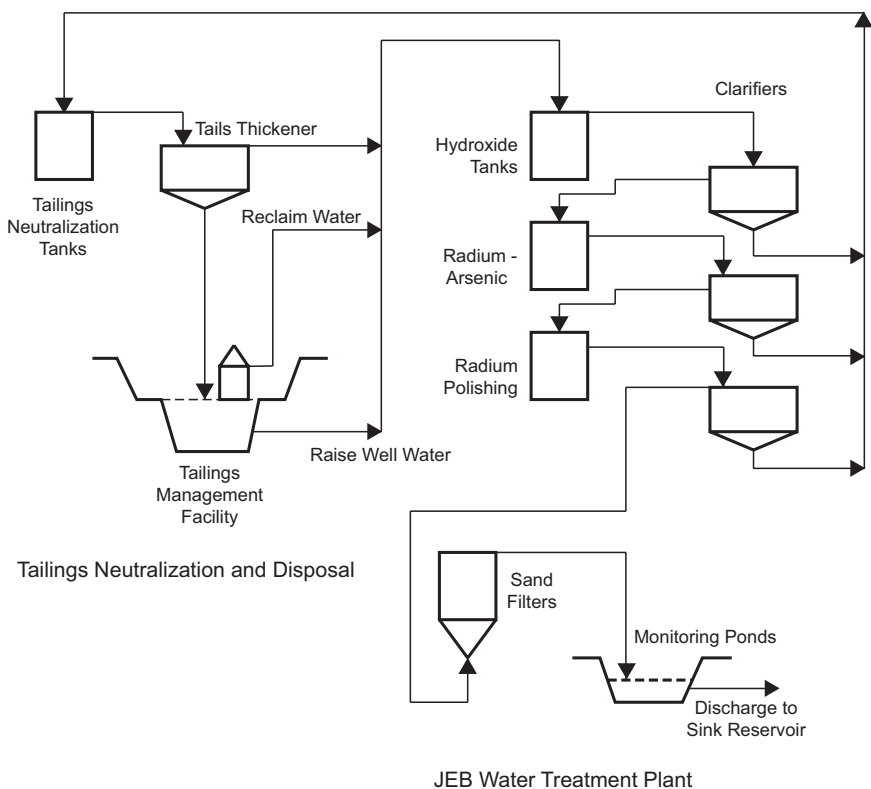 Clarifiers
Tails Thickener
Hydroxide
Tanks
Tailings
Neutralization
Tanks
Reclaim Water
Radium -
Arsenic
Radium
Polishing
Raise Well Water
Tailings
Management
Facility
Tailings Neutralization and Disposal
Sand
Filters
Monitoring Ponds
Discharge to
Sink Reservoir
JEB Water Treatment Plant